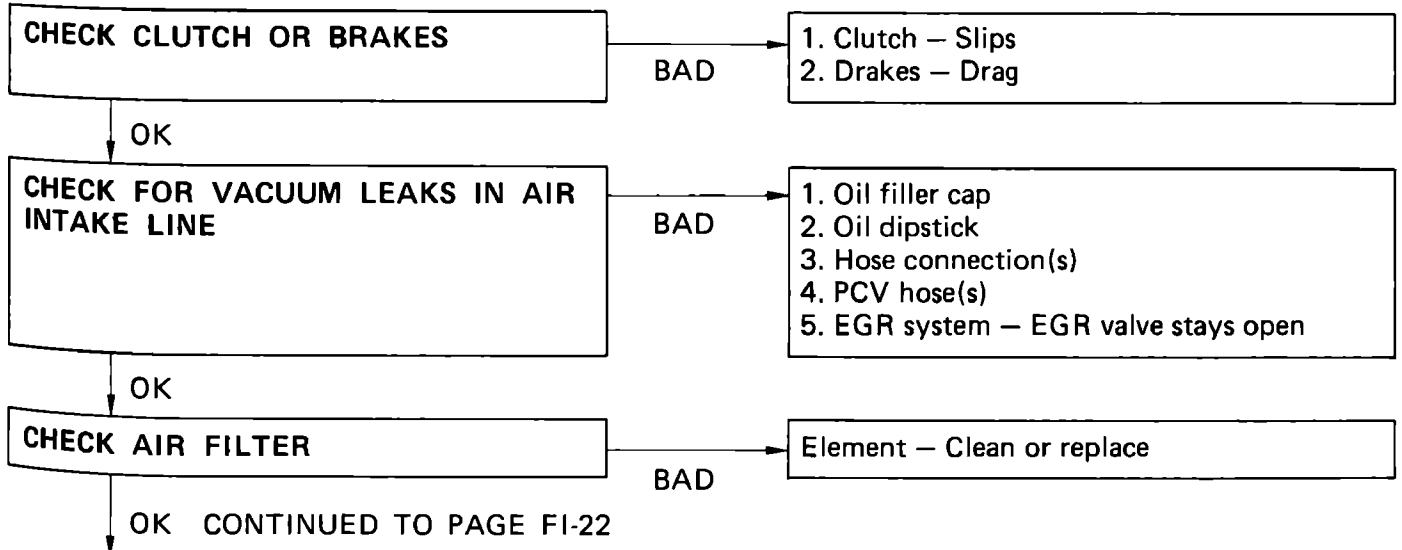 CHECK CLUTCH OR BRAKES
BAD
1. Clutch – Slips
2. Drakes – Drag
OK
CHECK FOR VACUUM LEAKS IN AIR
INTAKE LINE
BAD
1. Oil filler cap
2. Oil dipstick
3. Hose connection(s)
4. PCV hose(s)
5. EGR system – EGR valve stays open
OK
CHECK AIR FILTER
BAD
Element – Clean or replace
OK CONTINUED TO PAGE FI-22